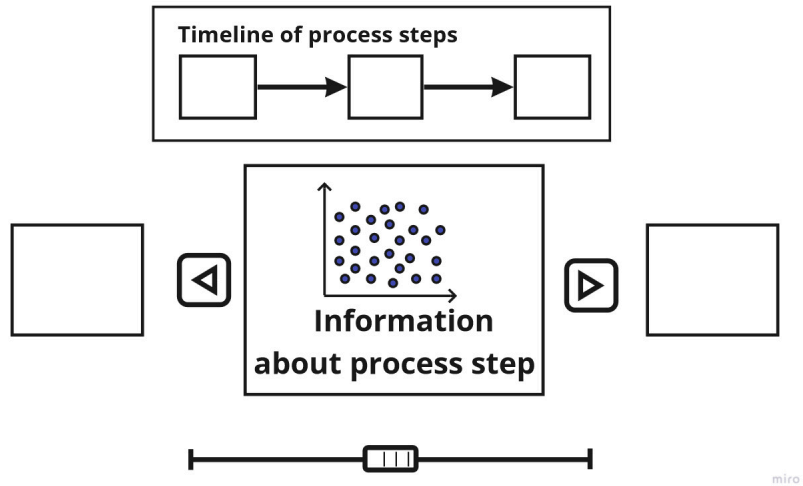 Timeline of process steps
Information
about process step
miro